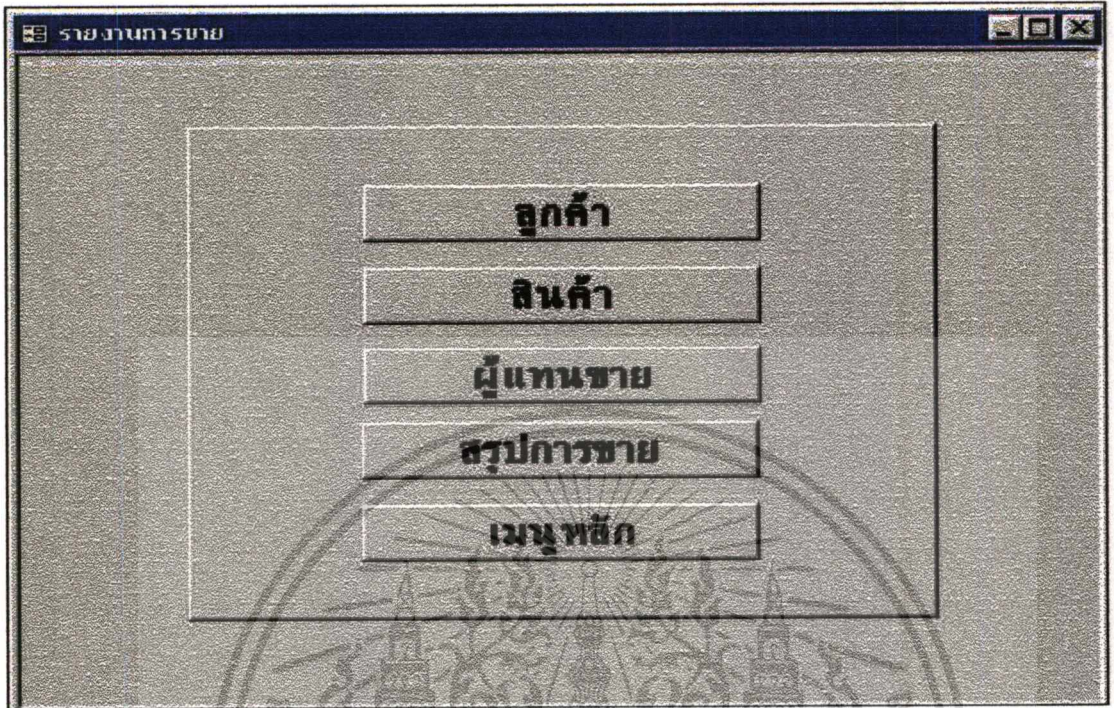 รายงานการขาย
ลูกค้า
สินค้า
ผู้แทนขาย
สรุปการขาย
เมนูหลัก